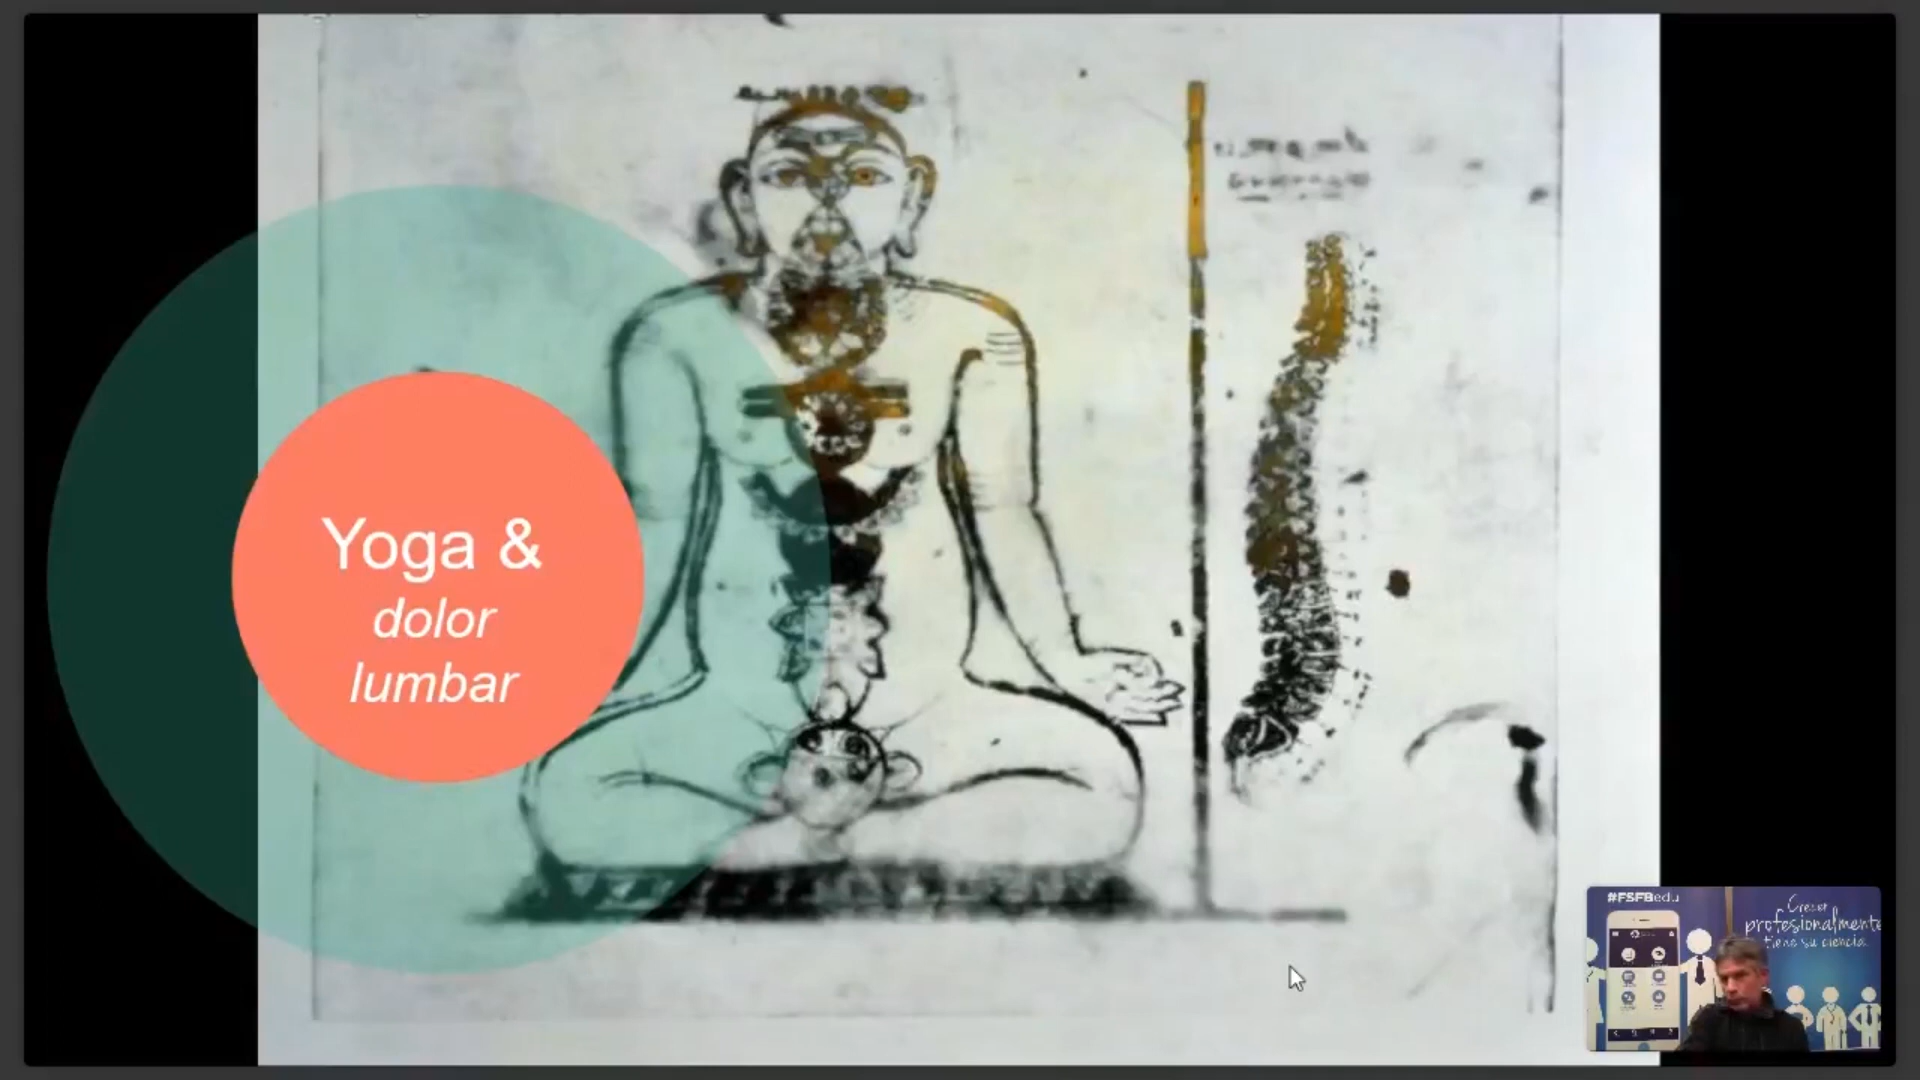 Yoga &
dolor
lumbar
#FSFBedu
Crecer
profesionalmente
tiene su ciencia